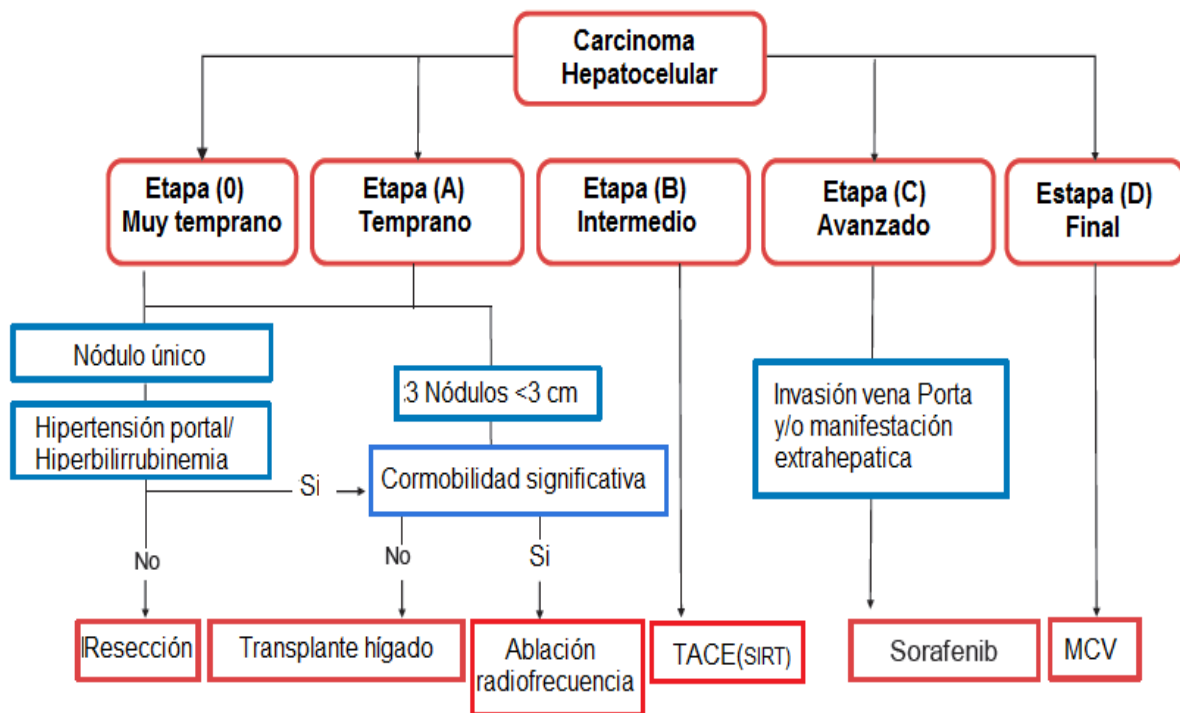 Carcinoma
Hepatocelular
Etapa (0)
Muy temprano
Etapa (A)
Temprano
Etapa (B)
Intermedio
Etapa (C)
Avanzado
Estapa (D)
Final
Nódulo único
:3 Nódulos <3 cm
Invasión vena Porta
y/o manifestación
extrahepatica
Hipertensión portal/
Hiperbilirrubinemia
Si
Cormobilidad significativa
No
No
Si
IResección
Transplante hígado
Ablación
radiofrecuencia
TACE(SIRT)
Sorafenib
MCV